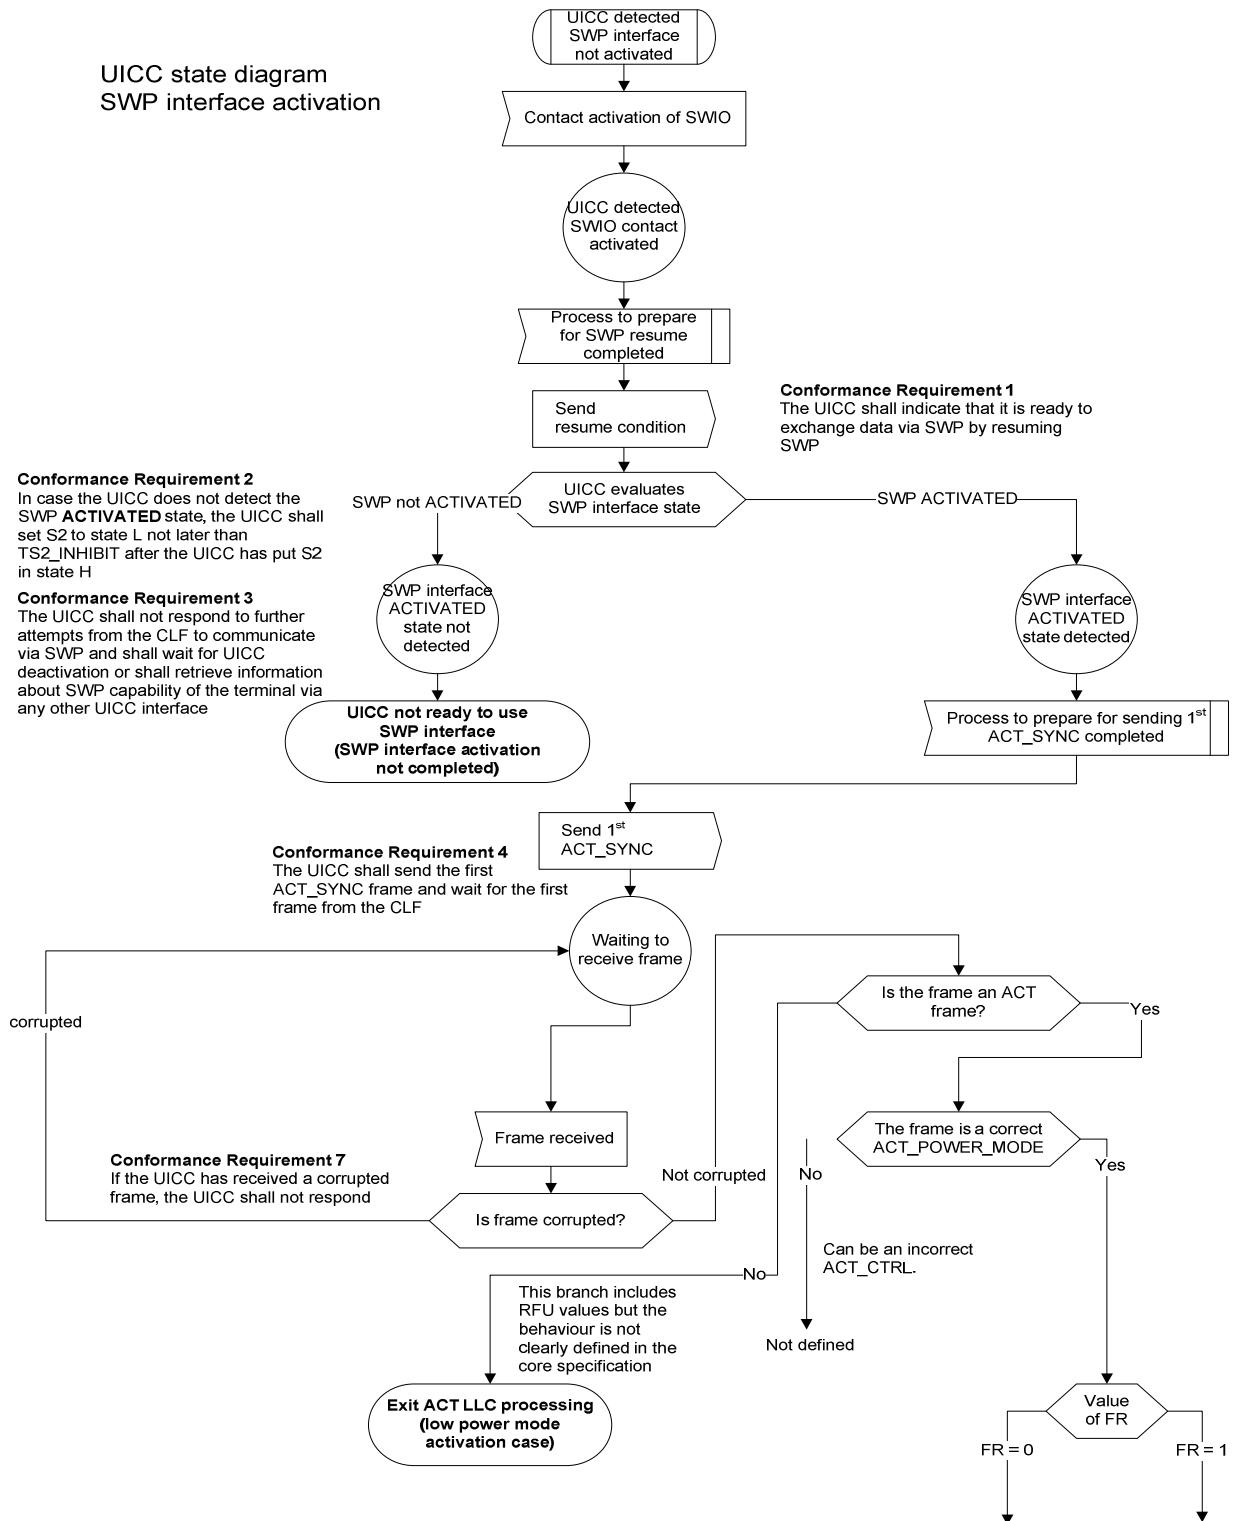 UICC detected
SWP interface
not activated
UICC state diagram
SWP interface activation
Contact activation of SWIO
UICC detected
SWIO contact
activated
Process to prepare
for SWP resume
completed
Send
resume condition
Conformance Requirement 1
The UICC shall indicate that it is ready to
exchange data via SWP by resuming
SWP
UICC evaluates
SWP interface state
SWP not ACTIVATED
SWP ACTIVATED
Conformance Requirement 2
In case the UICC does not detect the
SWP ACTIVATED state, the UICC shall
set S2 to state L not later than
TS2_INHIBIT after the UICC has put S2
in state H
Conformance Requirement 3
The UICC shall not respond to further
attempts from the CLF to communicate
via SWP and shall wait for UICC
deactivation or shall retrieve information
about SWP capability of the terminal via
any other UICC interface
SWP interface
ACTIVATED
state not
detected
SWP interface
ACTIVATED
state detected
UICC not ready to use
SWP interface
(SWP interface activation
not completed)
Process to prepare for sending 1st
ACT_SYNC completed
Send 1st
ACT_SYNC
Conformance Requirement 4
The UICC shall send the first
ACT_SYNC frame and wait for the first
frame from the CLF
Waiting to
receive frame
Is the frame an ACT
frame?
Yes
corrupted
Frame received
The frame is a correct
ACT_POWER_MODE
Conformance Requirement 7
If the UICC has received a corrupted
frame, the UICC shall not respond
Not corrupted
No
Yes
Is frame corrupted?
Can be an incorrect
ACT_CTRL.
No
This branch includes
RFU values but the
behaviour is not
clearly defined in the
core specification
Not defined
Exit ACT LLC processing
(low power mode
activation case)
Value
of FR
FR = 0
FR = 1